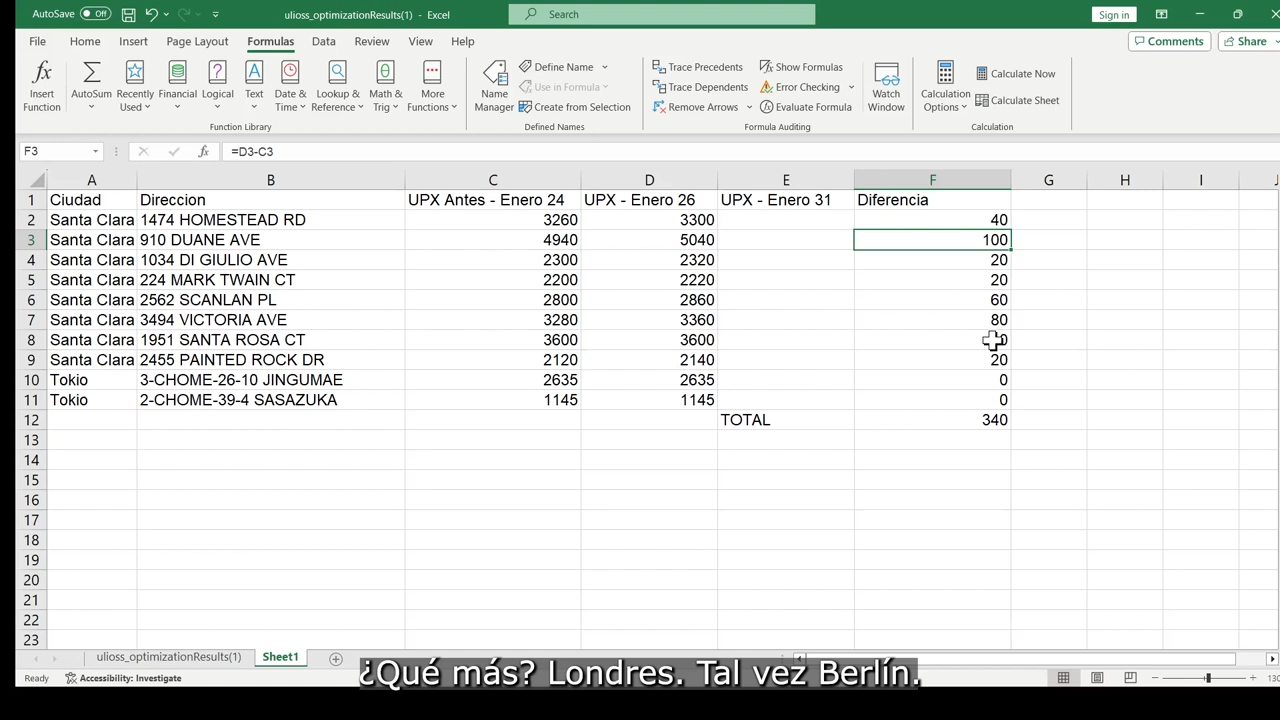 AutoSave Off ulioss_optimizationResults(1) - Excel Search Sign in
File Home Insert Page Layout Formulas Data Review View Help Comments Share
fx Insert Function
Σ AutoSum
Recently Used
Financial
Logical
Text
Date & Time
Lookup & Reference
Math & Trig
More Functions
Function Library
Name Manager
Define Name
Use in Formula
Create from Selection
Defined Names
Trace Precedents Show Formulas
Trace Dependents Error Checking
Remove Arrows Evaluate Formula
Watch Window
Formula Auditing
Calculation Options
Calculate Now
Calculate Sheet
Calculation
F3 fx =D3-C3
A B C D E F G H I J
1 Ciudad Direccion UPX Antes - Enero 24 UPX - Enero 26 UPX - Enero 31 Diferencia
2 Santa Clara 1474 HOMESTEAD RD 3260 3300 40
3 Santa Clara 910 DUANE AVE 4940 5040 100
4 Santa Clara 1034 DI GIULIO AVE 2300 2320 20
5 Santa Clara 224 MARK TWAIN CT 2200 2220 20
6 Santa Clara 2562 SCANLAN PL 2800 2860 60
7 Santa Clara 3494 VICTORIA AVE 3280 3360 80
8 Santa Clara 1951 SANTA ROSA CT 3600 3600
9 Santa Clara 2455 PAINTED ROCK DR 2120 2140 20
10 Tokio 3-CHOME-26-10 JINGUMAE 2635 2635 0
11 Tokio 2-CHOME-39-4 SASAZUKA 1145 1145 0
12 TOTAL 340
13
14
15
16
17
18
19
20
21
22
23
ulioss_optimizationResults(1) Sheet1
¿Qué más? Londres. Tal vez Berlín.
Ready Accessibility: Investigate